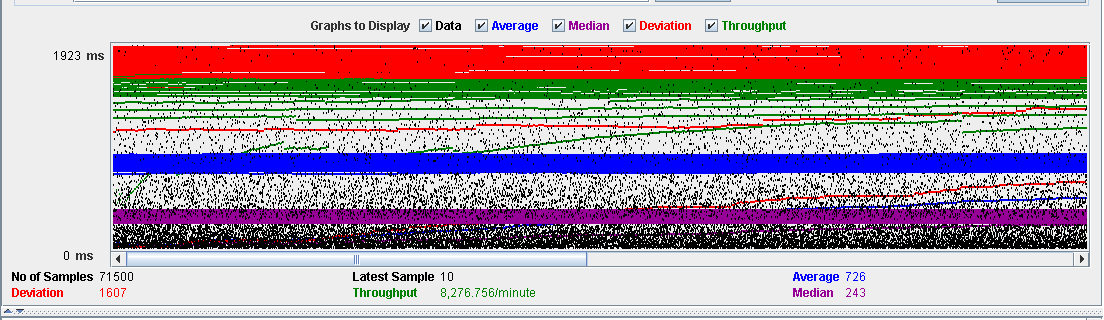 Graphs to Display Data Average Median Deviation Throughput
1923 ms
0 ms
No of Samples 71500 Latest Sample 10 Average 726
Deviation 1607 Throughput 8,276.756/minute Median 243